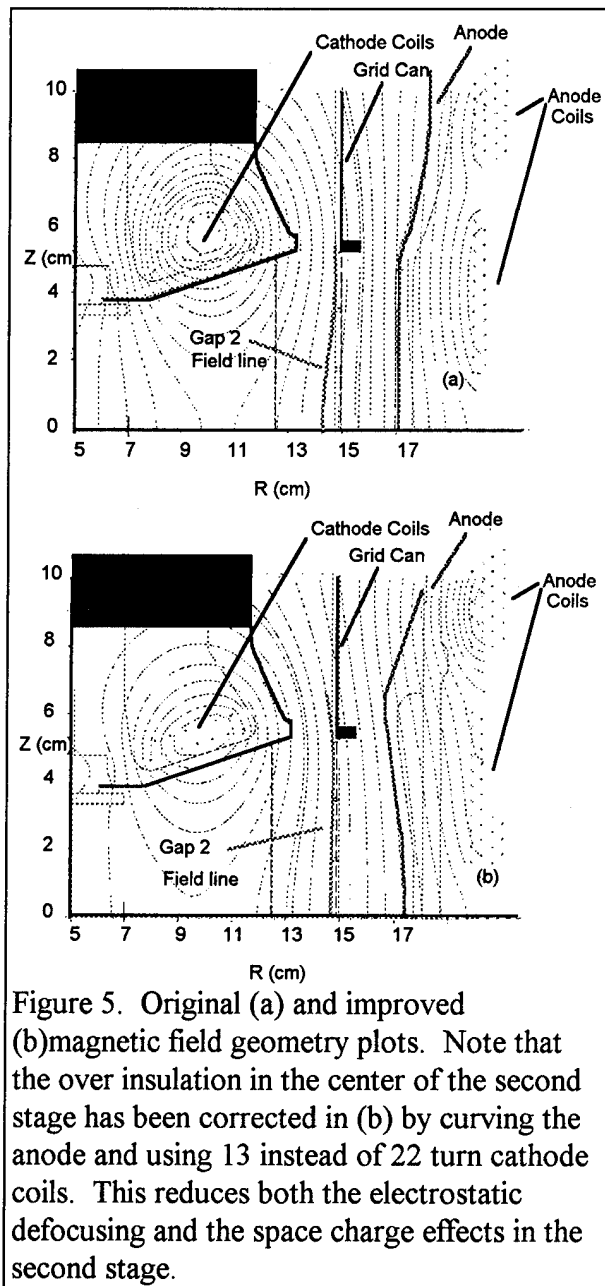 Cathode Coils
Anode
Grid Can
Anode
Coils
10
8
6
Z (cm)
4
2
0
Gap 2
Field line
(a)
5 7 9 11 13 15 17
R (cm)
Cathode Coils
Anode
Grid Can
Anode
Coils
10
8
6
Z (cm)
4
2
0
Gap 2
Field line
(b)
5 7 9 11 13 15 17
R (cm)
Figure 5. Original (a) and improved
(b)magnetic field geometry plots. Note that
the over insulation in the center of the second
stage has been corrected in (b) by curving the
anode and using 13 instead of 22 turn cathode
coils. This reduces both the electrostatic
defocusing and the space charge effects in the
second stage.